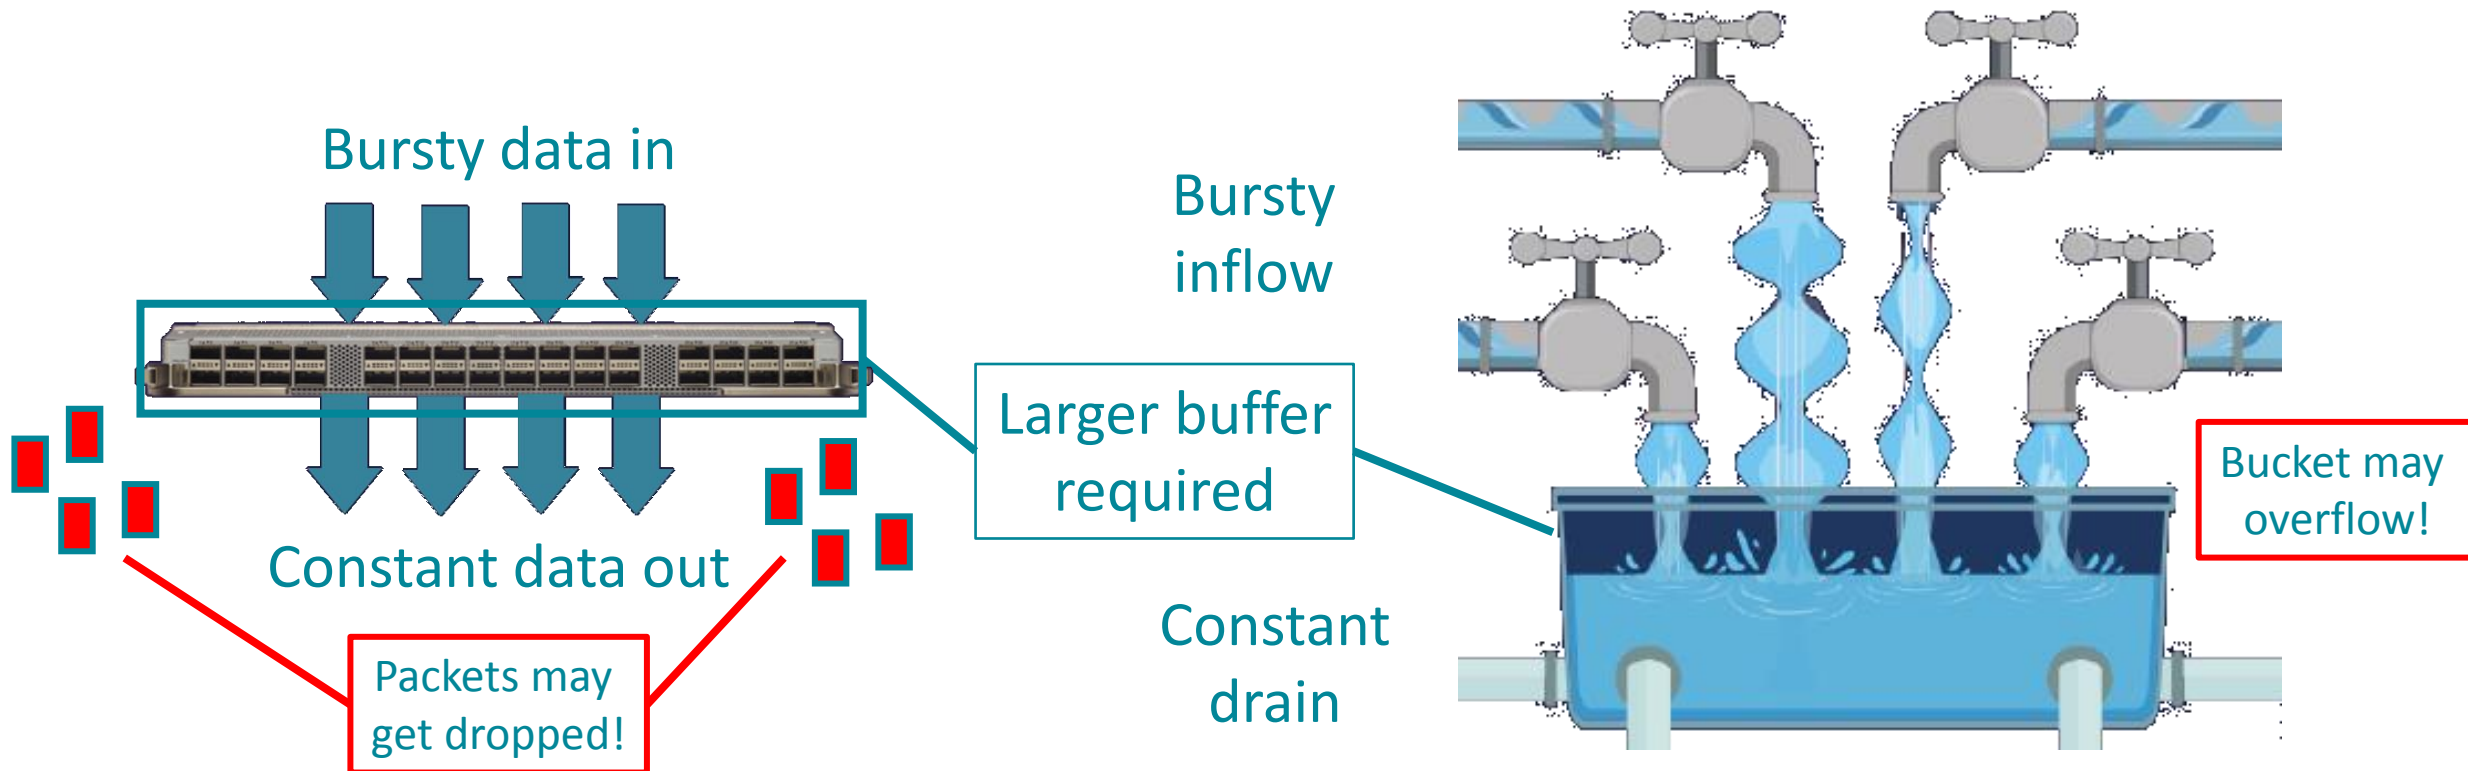 Bursty data in
Constant data out
Packets may
get dropped!
Larger buffer
required
Bursty
inflow
Constant
drain
Bucket may
overflow!